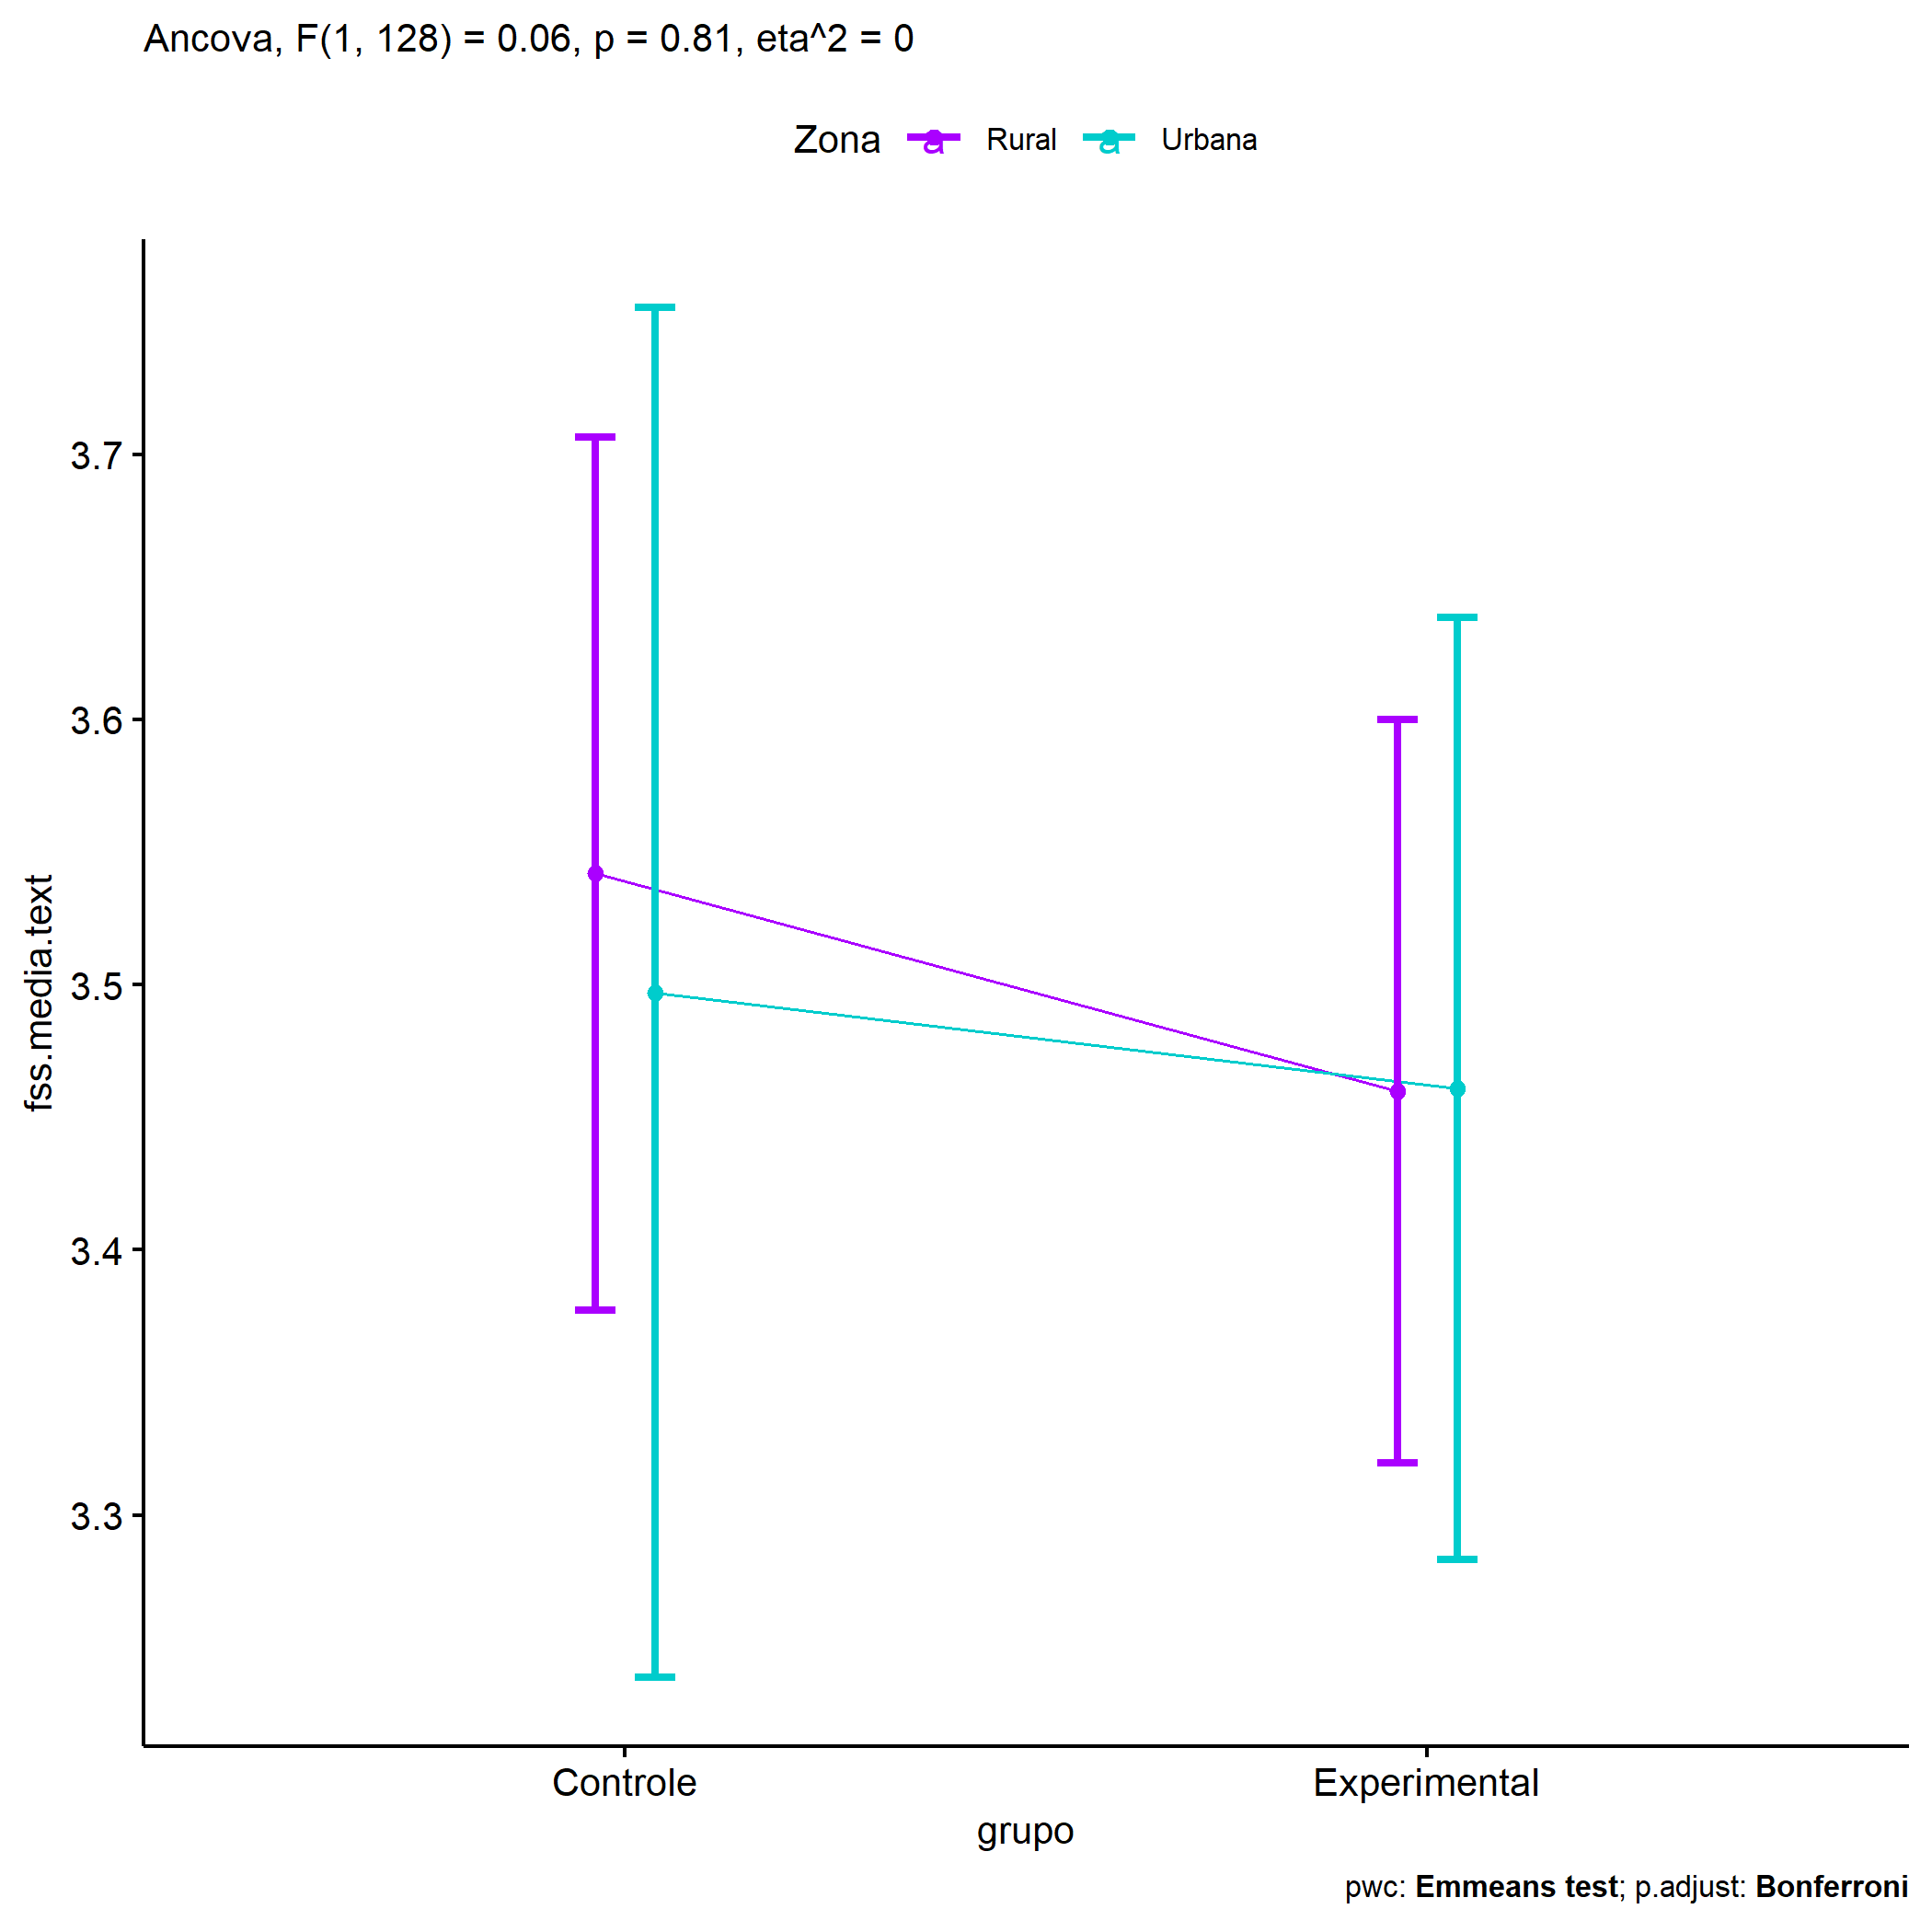 Ancova, F(1, 128) = 0.06, p = 0.81, eta^2 = 0
Zona a Rural a Urbana
3.7
3.6
3.5
3.4
3.3
fss.media.text
Controle Experimental
grupo
pwc: Emmeans test; p.adjust: Bonferroni